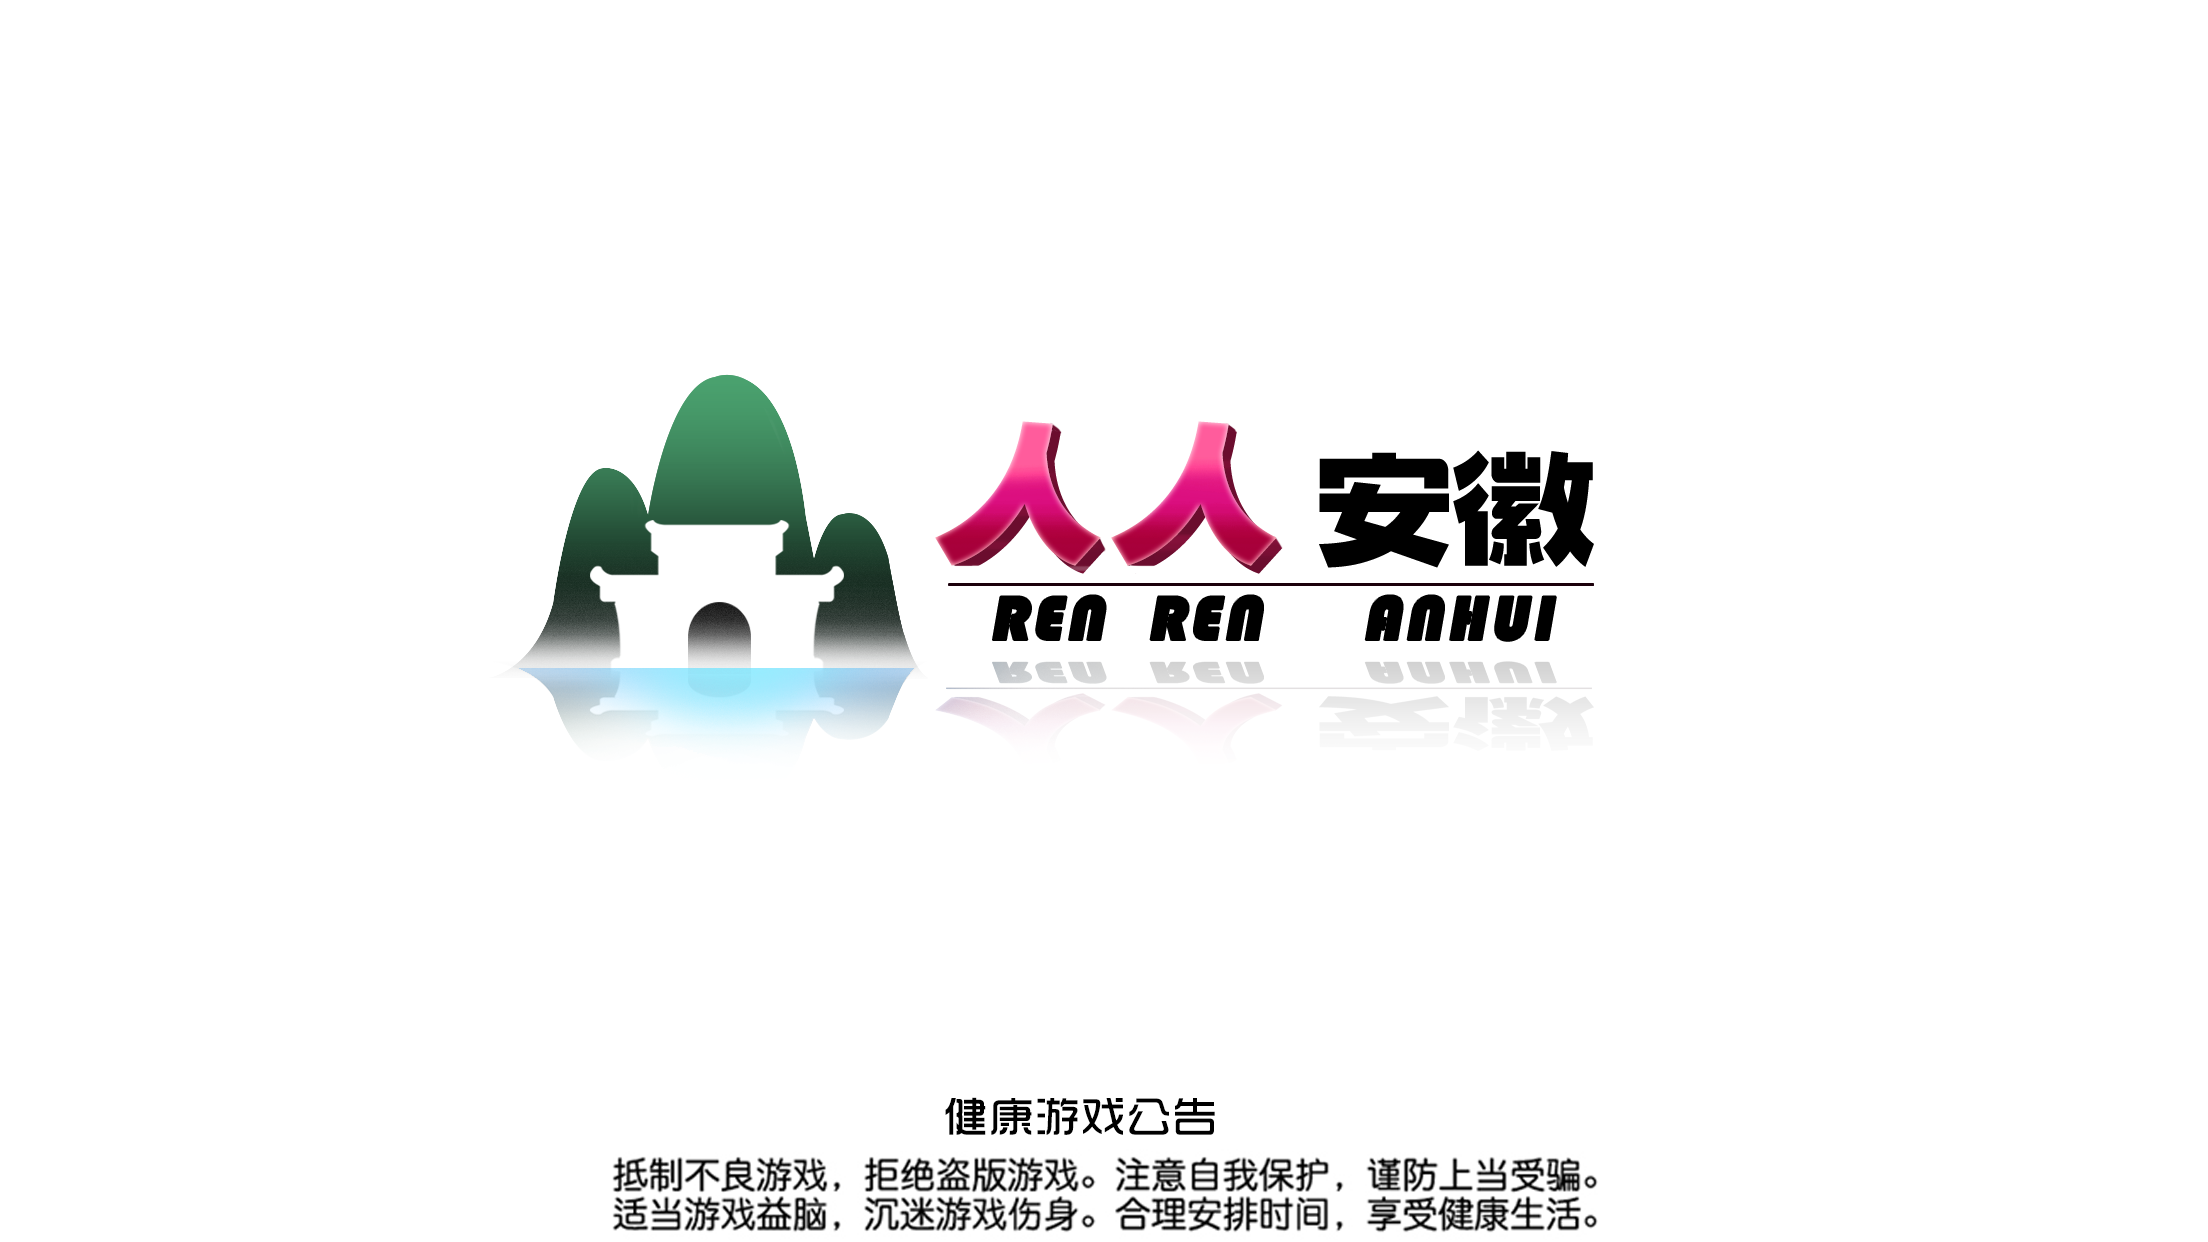 人人 安徽
REN REN ANHUI
健康游戏公告
抵制不良游戏，拒绝盗版游戏。注意自我保护，谨防上当受骗。
适当游戏益脑，沉迷游戏伤身。合理安排时间，享受健康生活。